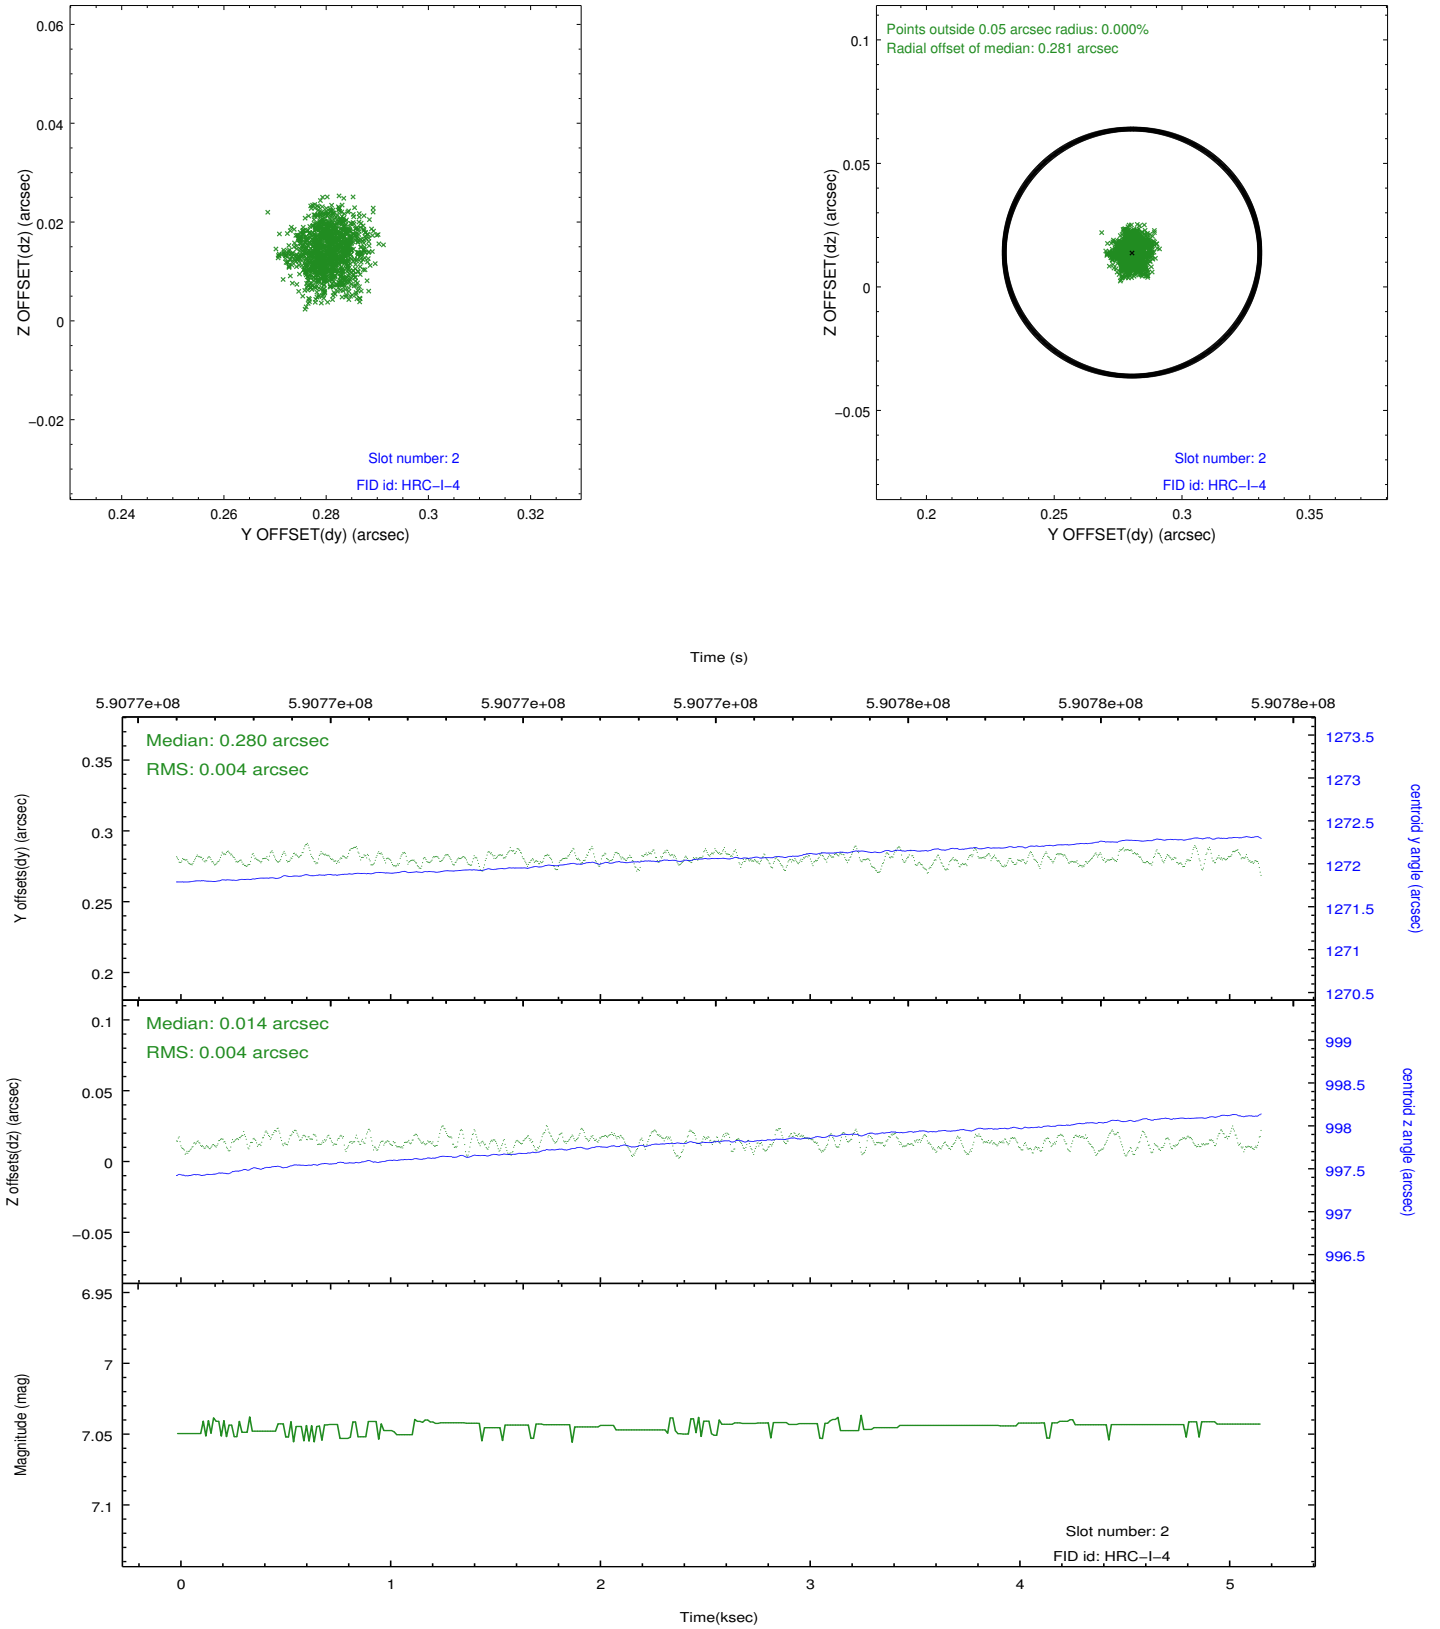 0.06
0.04
0.02
0
−0.02
Z OFFSET(dz) (arcsec)
Slot number: 2
FID id: HRC−I−4
0.24 0.26 0.28 0.3 0.32
Y OFFSET(dy) (arcsec)
Points outside 0.05 arcsec radius: 0.000%
Radial offset of median: 0.281 arcsec
0.1
0.05
0
−0.05
Z OFFSET(dz) (arcsec)
Slot number: 2
FID id: HRC−I−4
0.2 0.25 0.3 0.35
Y OFFSET(dy) (arcsec)
Time (s)
5.9077e+08 5.9077e+08 5.9077e+08 5.9077e+08 5.9078e+08 5.9078e+08 5.9078e+08
Median: 0.280 arcsec
RMS: 0.004 arcsec
0.35
0.3
0.25
0.2
Y offsets(dy) (arcsec)
1273.5
1273
1272.5
1272
1271.5
1271
1270.5
centroid y angle (arcsec)
Median: 0.014 arcsec
RMS: 0.004 arcsec
0.1
0.05
0
−0.05
Z offsets(dz) (arcsec)
999
998.5
998
997.5
997
996.5
centroid z angle (arcsec)
6.95
7
7.05
7.1
Magnitude (mag)
Slot number: 2
FID id: HRC−I−4
0 1 2 3 4 5
Time(ksec)